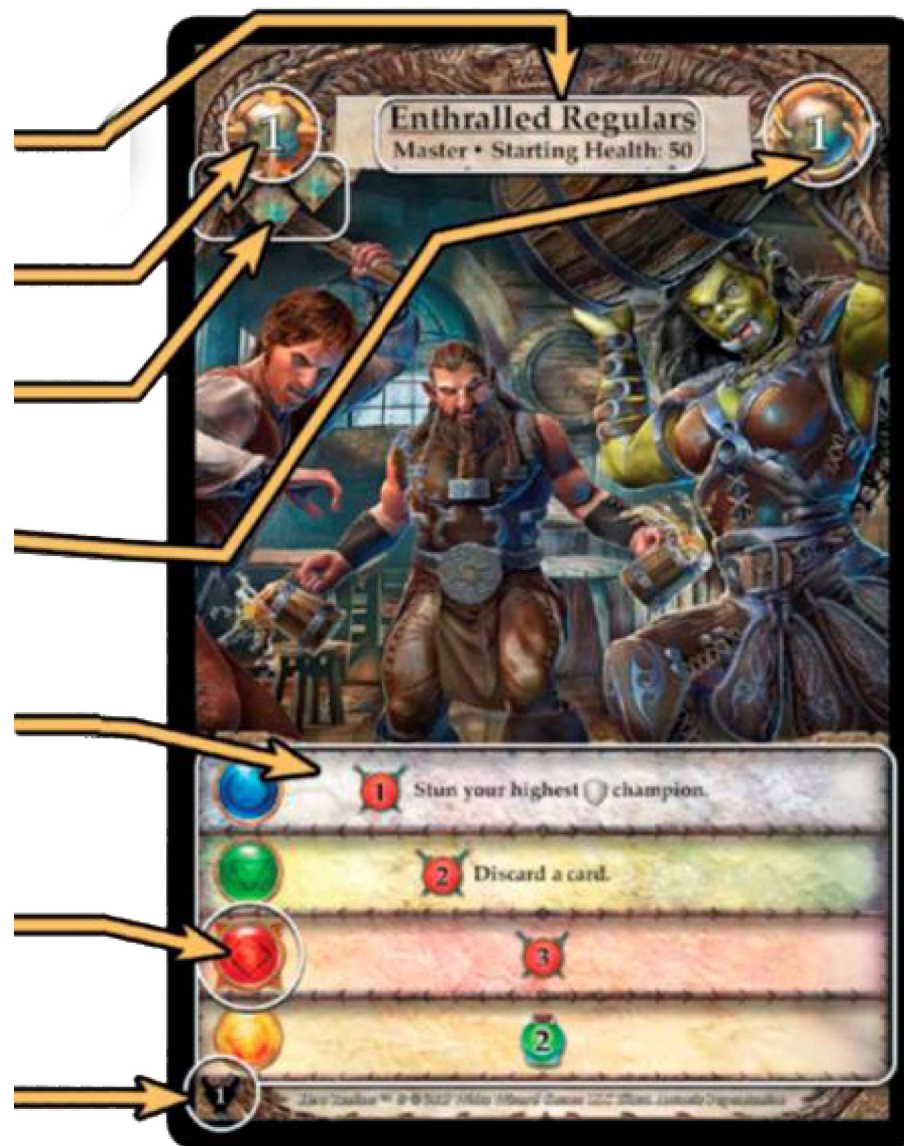 Enthralled Regulars
1 1
Master • Starting Health: 50
1 Stun your highest champion.
2 Discard a card.
3
2
1